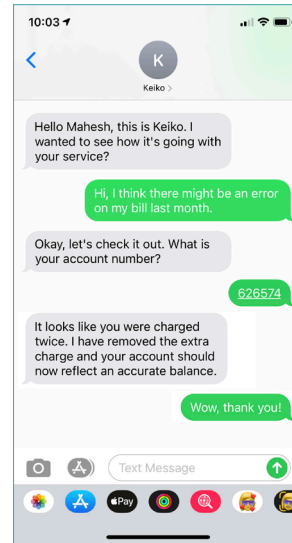 10:03
K
Keiko >
Hello Mahesh, this is Keiko. I
wanted to see how it's going with
your service?
Hi, I think there might be an error
on my bill last month.
Okay, let's check it out. What is
your account number?
626574
It looks like you were charged
twice. I have removed the extra
charge and your account should
now reflect an accurate balance.
Wow, thank you!
Text Message
Pay